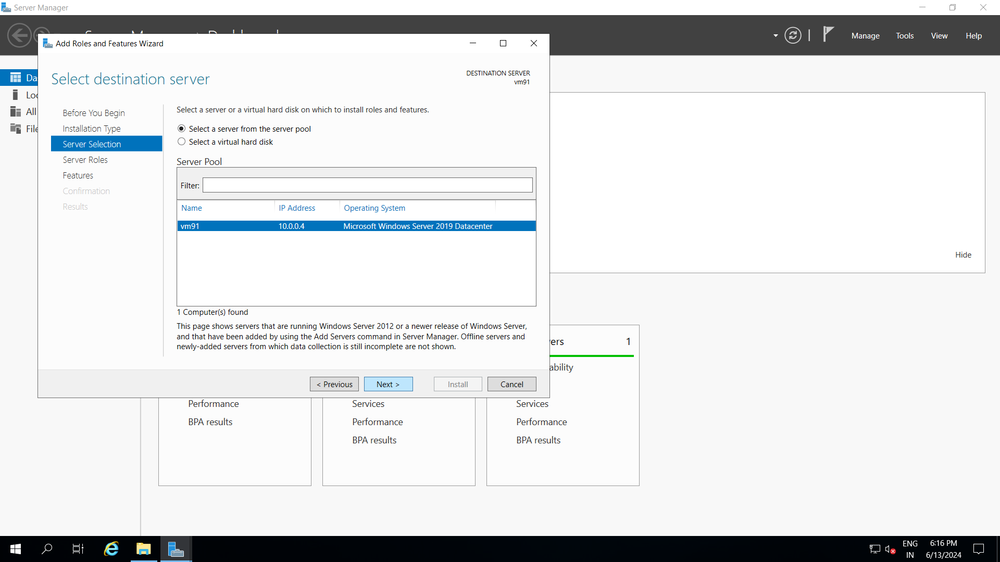 Server Manager
Manage
Tools
View
Help
Add Roles and Features Wizard
Select destination server
DESTINATION SERVER
vm91
Before You Begin
Installation Type
Server Selection
Server Roles
Features
Confirmation
Results
Select a server or a virtual hard disk on which to install roles and features.
Select a server from the server pool
Select a virtual hard disk
Server Pool
Filter:
Name IP Address Operating System
vm91 10.0.0.4 Microsoft Windows Server 2019 Datacenter
1 Computer(s) found
This page shows servers that are running Windows Server 2012 or a newer release of Windows Server,
and that have been added by using the Add Servers command in Server Manager. Offline servers and
newly-added servers from which data collection is still incomplete are not shown.
< Previous
Next >
Install
Cancel
Da
Loc
All
File
Hide
ers 1
ability
Performance
BPA results
Services
Performance
BPA results
Services
Performance
BPA results
ENG
IN
6:16 PM
6/13/2024